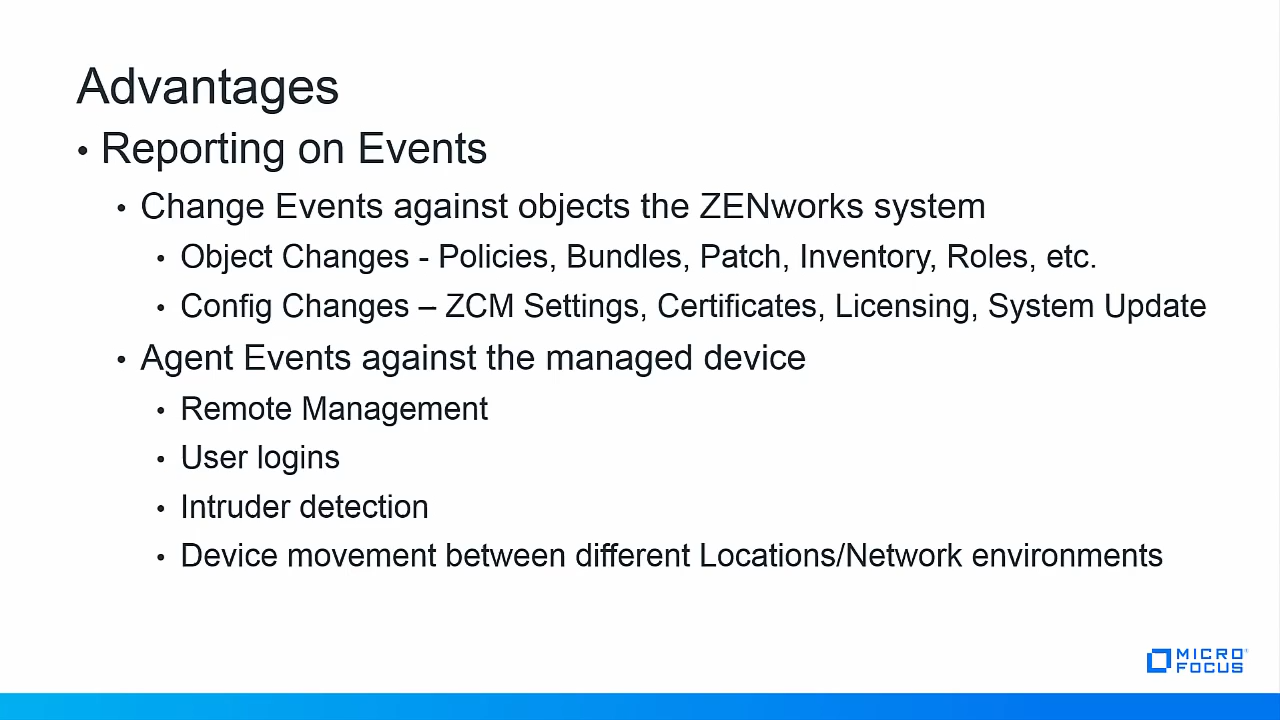 Advantages
• Reporting on Events
• Change Events against objects the ZENworks system
• Object Changes - Policies, Bundles, Patch, Inventory, Roles, etc.
• Config Changes – ZCM Settings, Certificates, Licensing, System Update
• Agent Events against the managed device
• Remote Management
• User logins
• Intruder detection
• Device movement between different Locations/Network environments
MICRO
FOCUS